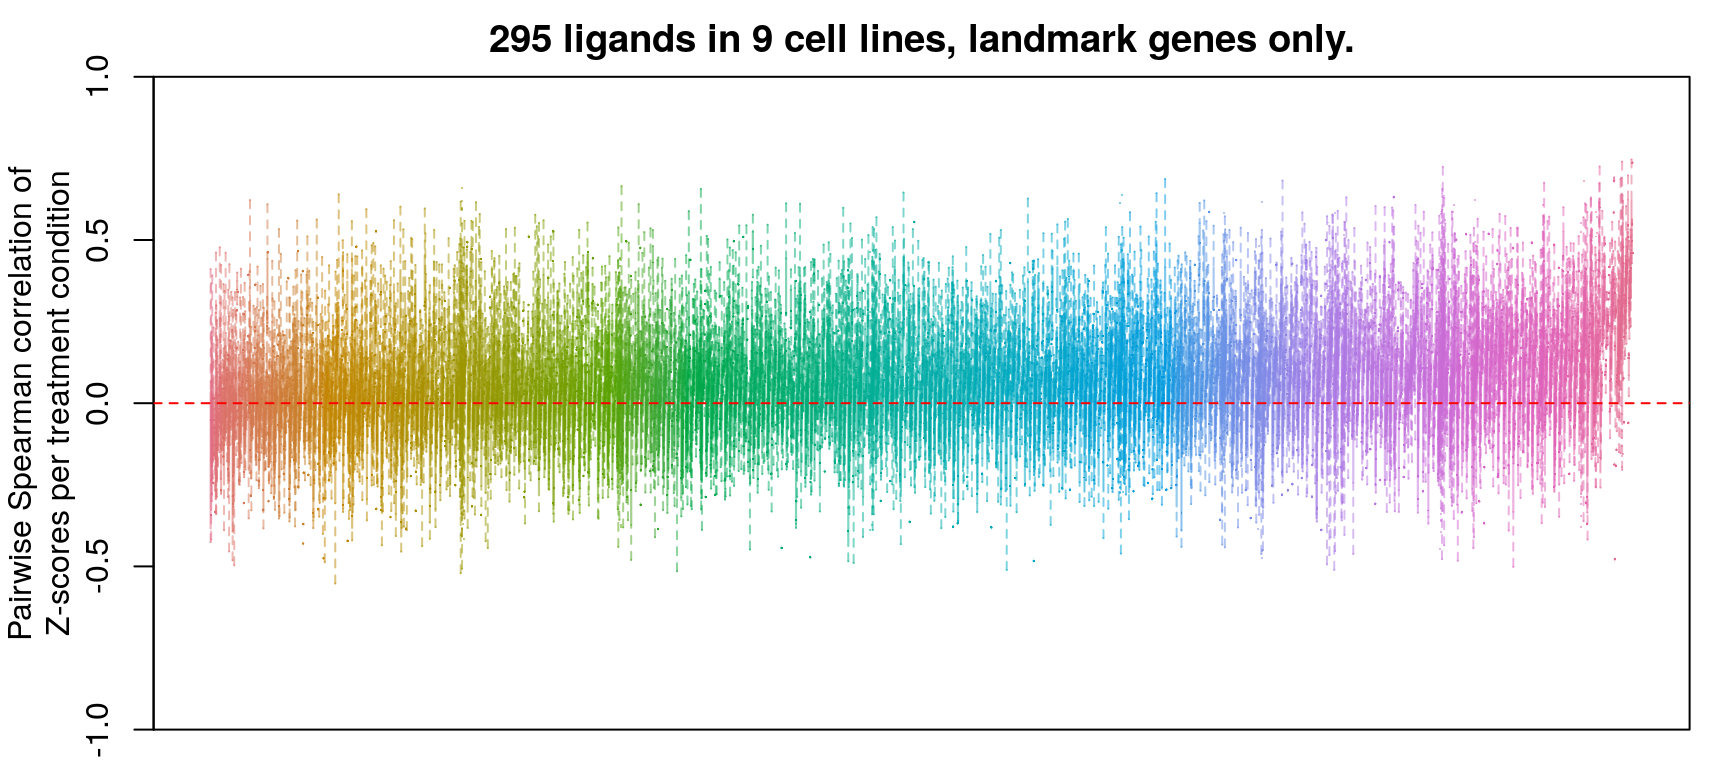 295 ligands in 9 cell lines, landmark genes only.
Pairwise Spearman correlation of
Z-scores per treatment condition
1.0
0.5
0.0
-0.5
-1.0